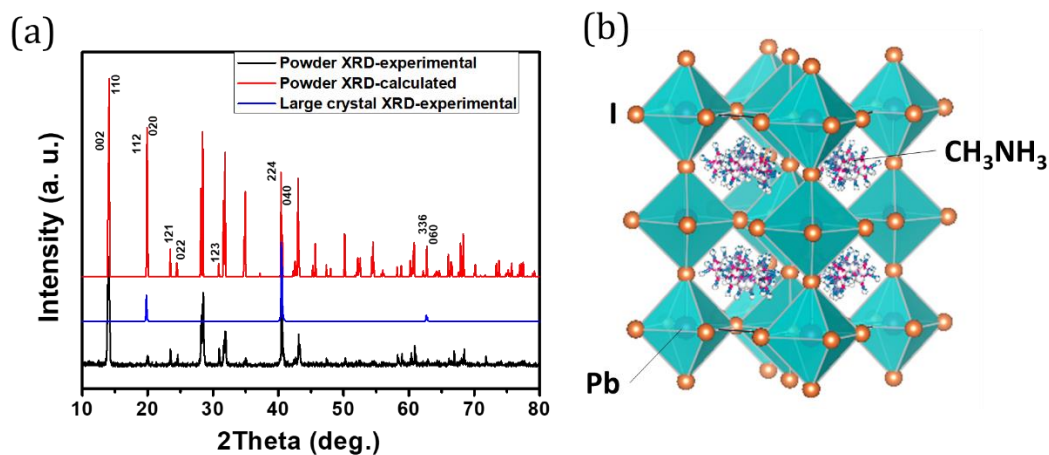 (a)
Powder XRD-experimental
Powder XRD-calculated
Large crystal XRD-experimental
Intensity (a. u.)
002
110
112
020
121
022
123
224
040
336
060
10 20 30 40 50 60 70 80
2Theta (deg.)
(b)
I
CH₃NH₃
Pb